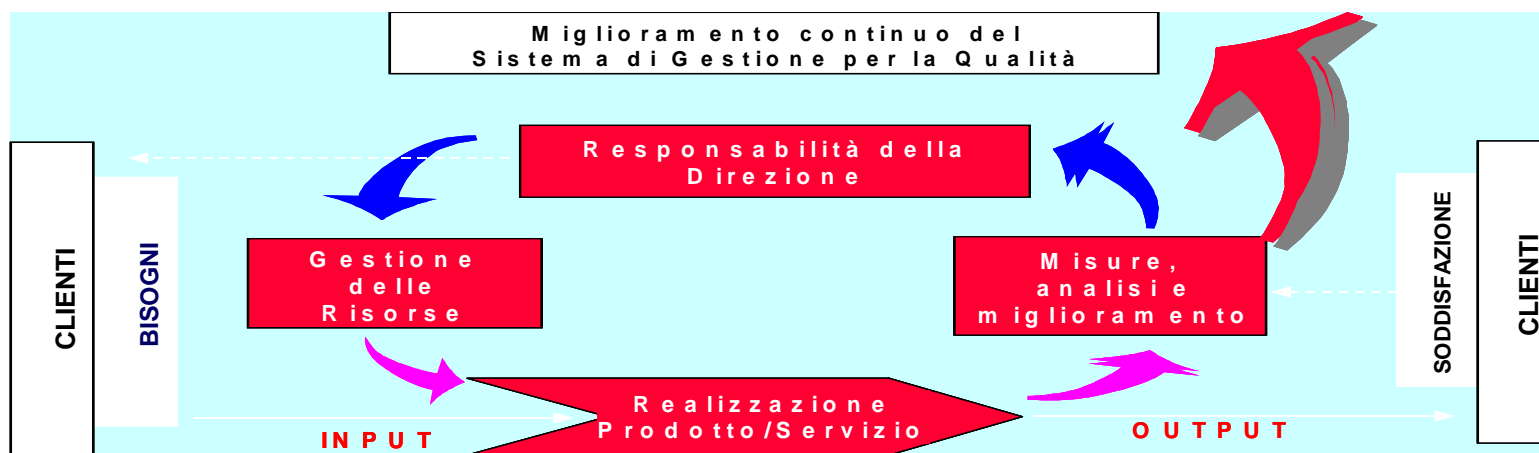 Miglioramento continuo del
Sistema di Gestione per la Qualità
Responsabilità della
Direzione
CLIENTI
BISOGNI
Gestione
delle
Risorse
Misure,
analisi e
miglioramento
SODDISFAZIONE
CLIENTI
Realizzazione
Prodotto/Servizio
INPUT
OUTPUT